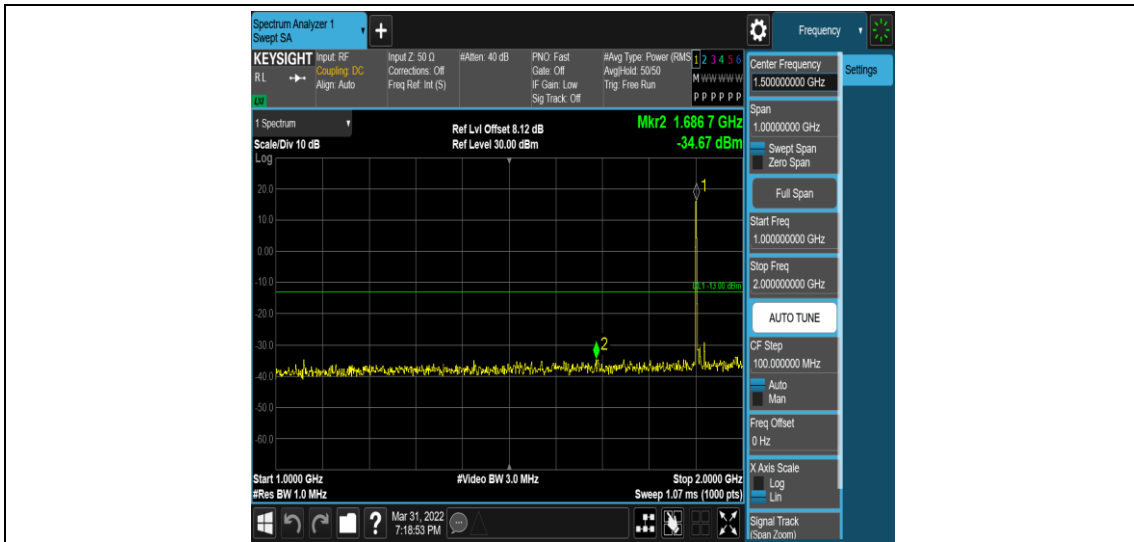 Spectrum Analyzer 1
Swept SA
Frequency
KEYSIGHT
RL
LXI
Input: RF
Coupling: DC
Align: Auto
Input Z: 50 Ω
Corrections: Off
Freq Ref: Int (S)
#Atten: 40 dB
PNO: Fast
Gate: Off
IF Gain: Low
Sig Track: Off
#Avg Type: Power (RMS
Avg|Hold: 50/50
Trig: Free Run
1 2 3 4 5 6
M W W W W W
P P P P P P
1 Spectrum
Scale/Div 10 dB
Ref Lvl Offset 8.12 dB
Ref Level 30.00 dBm
Mkr2 1.686 7 GHz
-34.67 dBm
Log
20.0
10.0
0.00
-10.0
-20.0
-30.0
-40.0
-50.0
-60.0
1
DL1 -13.00 dBm
2
Start 1.0000 GHz
#Res BW 1.0 MHz
#Video BW 3.0 MHz
Stop 2.0000 GHz
Sweep 1.07 ms (1000 pts)
Mar 31, 2022
7:18:53 PM
Center Frequency
1.500000000 GHz
Settings
Span
1.00000000 GHz
Swept Span
Zero Span
Full Span
Start Freq
1.000000000 GHz
Stop Freq
2.000000000 GHz
AUTO TUNE
CF Step
100.000000 MHz
Auto
Man
Freq Offset
0 Hz
X Axis Scale
Log
Lin
Signal Track
(Span Zoom)